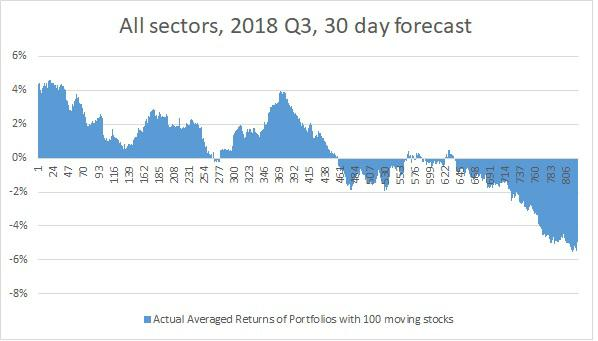 All sectors, 2018 Q3, 30 day forecast
6%
4%
2%
0%
-2%
-4%
-6%
-8%
1 24 47 70 93 116 139 162 185 208 231 254 277 300 323 346 369 392 415 438 461 484 507 530 553 576 599 622 645 691 714 737 760 783 806
Actual Averaged Returns of Portfolios with 100 moving stocks